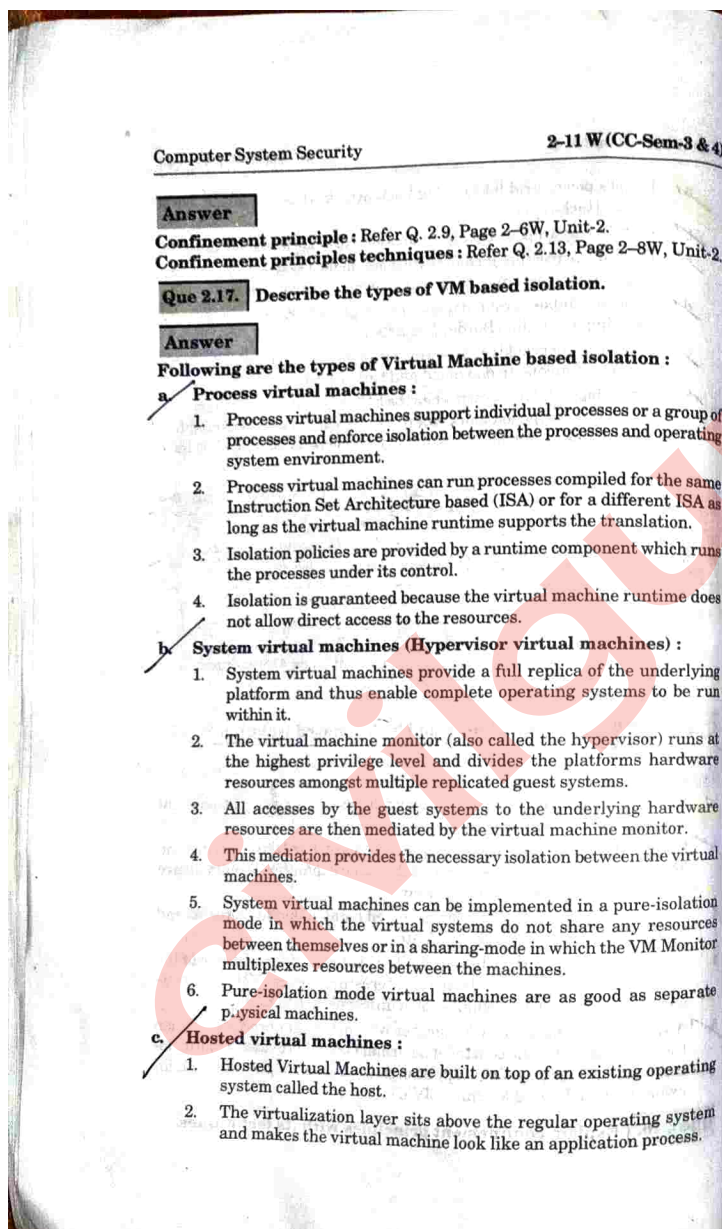 Computer System Security
2–11 W (CC-Sem-3 & 4)
Answer
Confinement principle : Refer Q. 2.9, Page 2–6W, Unit-2.
Confinement principles techniques : Refer Q. 2.13, Page 2–8W, Unit-2.
Que 2.17. Describe the types of VM based isolation.
Answer
Following are the types of Virtual Machine based isolation :
a. Process virtual machines :
1. Process virtual machines support individual processes or a group of
processes and enforce isolation between the processes and operating
system environment.
2. Process virtual machines can run processes compiled for the same
Instruction Set Architecture based (ISA) or for a different ISA as
long as the virtual machine runtime supports the translation.
3. Isolation policies are provided by a runtime component which runs
the processes under its control.
4. Isolation is guaranteed because the virtual machine runtime does
not allow direct access to the resources.
b. System virtual machines (Hypervisor virtual machines) :
1. System virtual machines provide a full replica of the underlying
platform and thus enable complete operating systems to be run
within it.
2. The virtual machine monitor (also called the hypervisor) runs at
the highest privilege level and divides the platforms hardware
resources amongst multiple replicated guest systems.
3. All accesses by the guest systems to the underlying hardware
resources are then mediated by the virtual machine monitor.
4. This mediation provides the necessary isolation between the virtual
machines.
5. System virtual machines can be implemented in a pure-isolation
mode in which the virtual systems do not share any resources
between themselves or in a sharing-mode in which the VM Monitor
multiplexes resources between the machines.
6. Pure-isolation mode virtual machines are as good as separate
physical machines.
c. Hosted virtual machines :
1. Hosted Virtual Machines are built on top of an existing operating
system called the host.
2. The virtualization layer sits above the regular operating system
and makes the virtual machine look like an application process.
civilgu